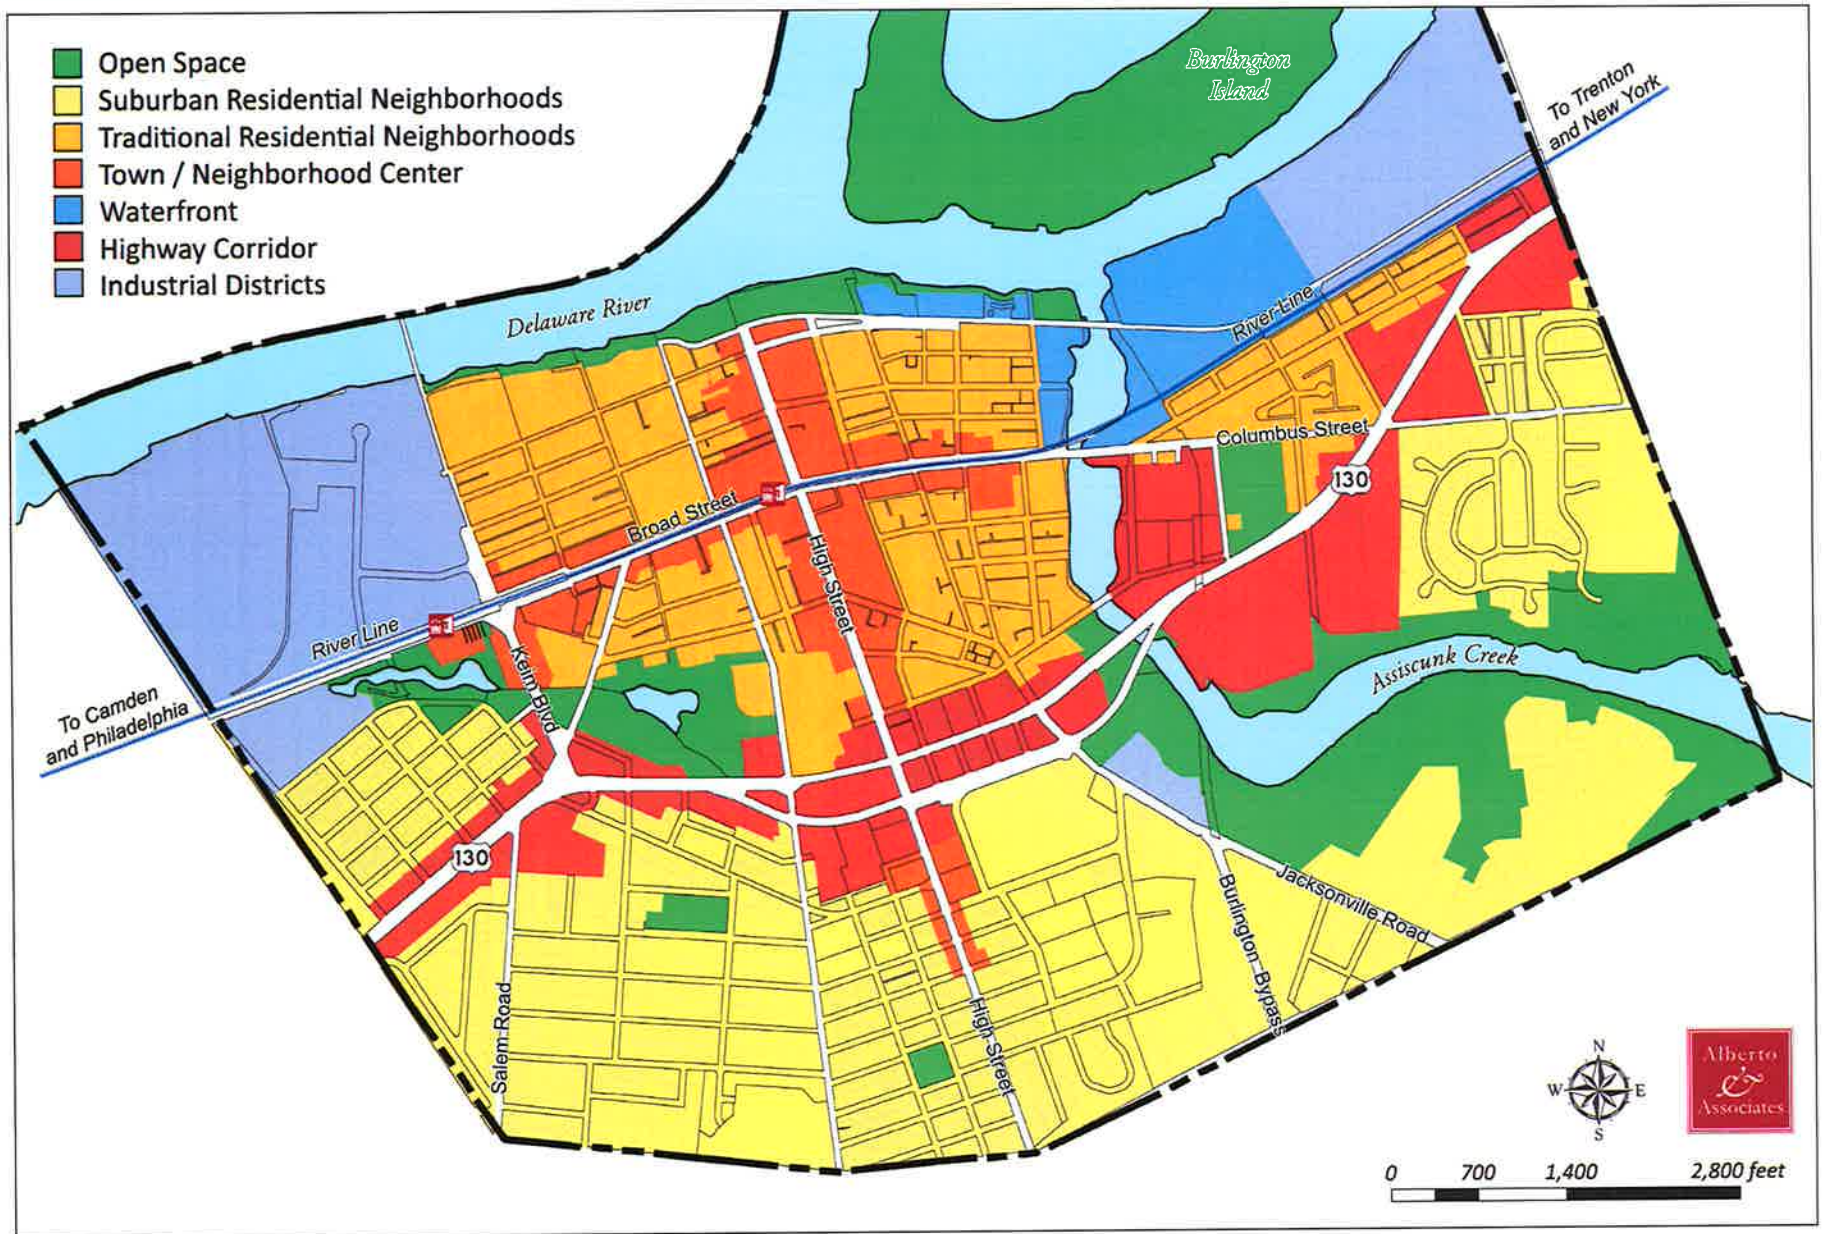 Open Space
Suburban Residential Neighborhoods
Traditional Residential Neighborhoods
Town / Neighborhood Center
Waterfront
Highway Corridor
Industrial Districts
Burlington
Island
To Trenton
and New York
Delaware River
River Line
Columbus Street
130
Broad Street
High Street
River Line
Keim Blvd
To Camden
and Philadelphia
Assiscunk Creek
130
Jacksonville Road
Burlington Bypass
Salem Road
High Street
N
W
E
S
Alberto
&
Associates
0
700
1,400
2,800 feet